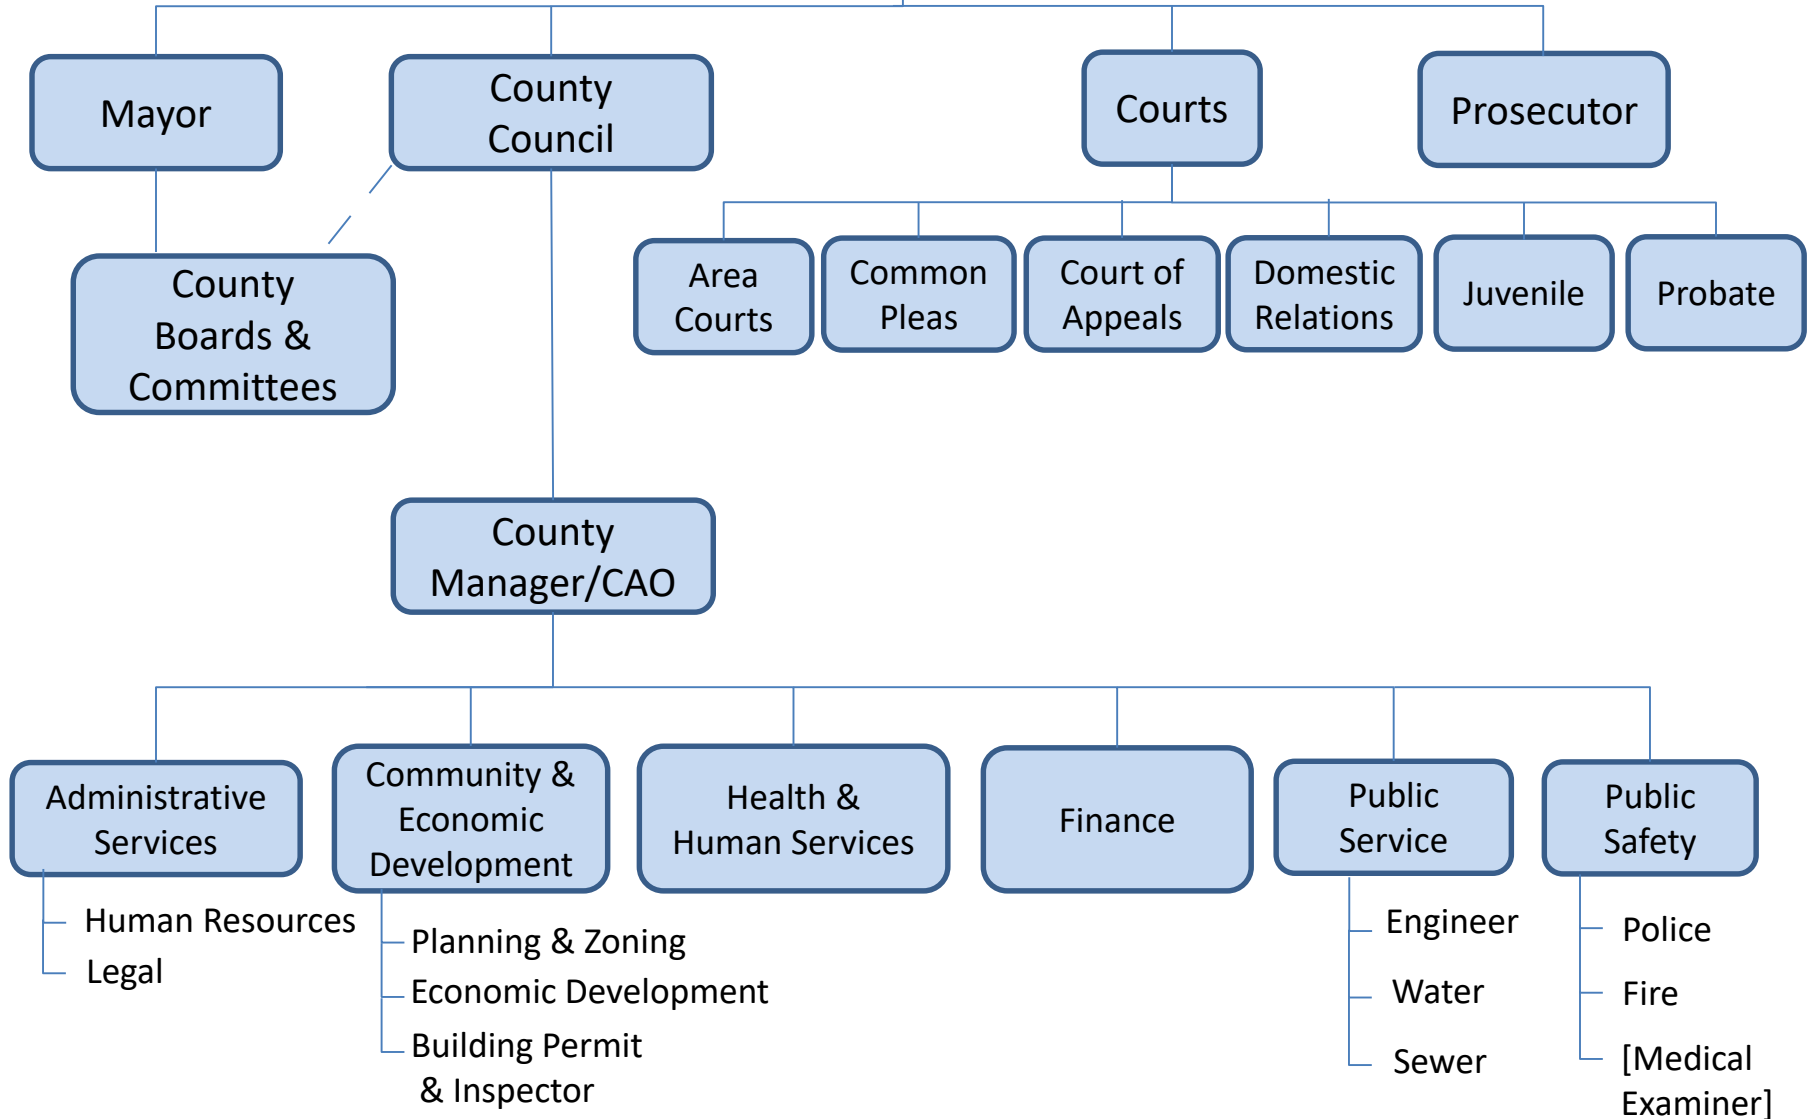 Mayor
County
Council
Courts
Prosecutor
County
Boards &
Committees
Area
Courts
Common
Pleas
Court of
Appeals
Domestic
Relations
Juvenile
Probate
County
Manager/CAO
Administrative
Services
Community &
Economic
Development
Health &
Human Services
Finance
Public
Service
Public
Safety
Human Resources
Legal
Planning & Zoning
Economic Development
Building Permit
& Inspector
Engineer
Water
Sewer
Police
Fire
[Medical
Examiner]